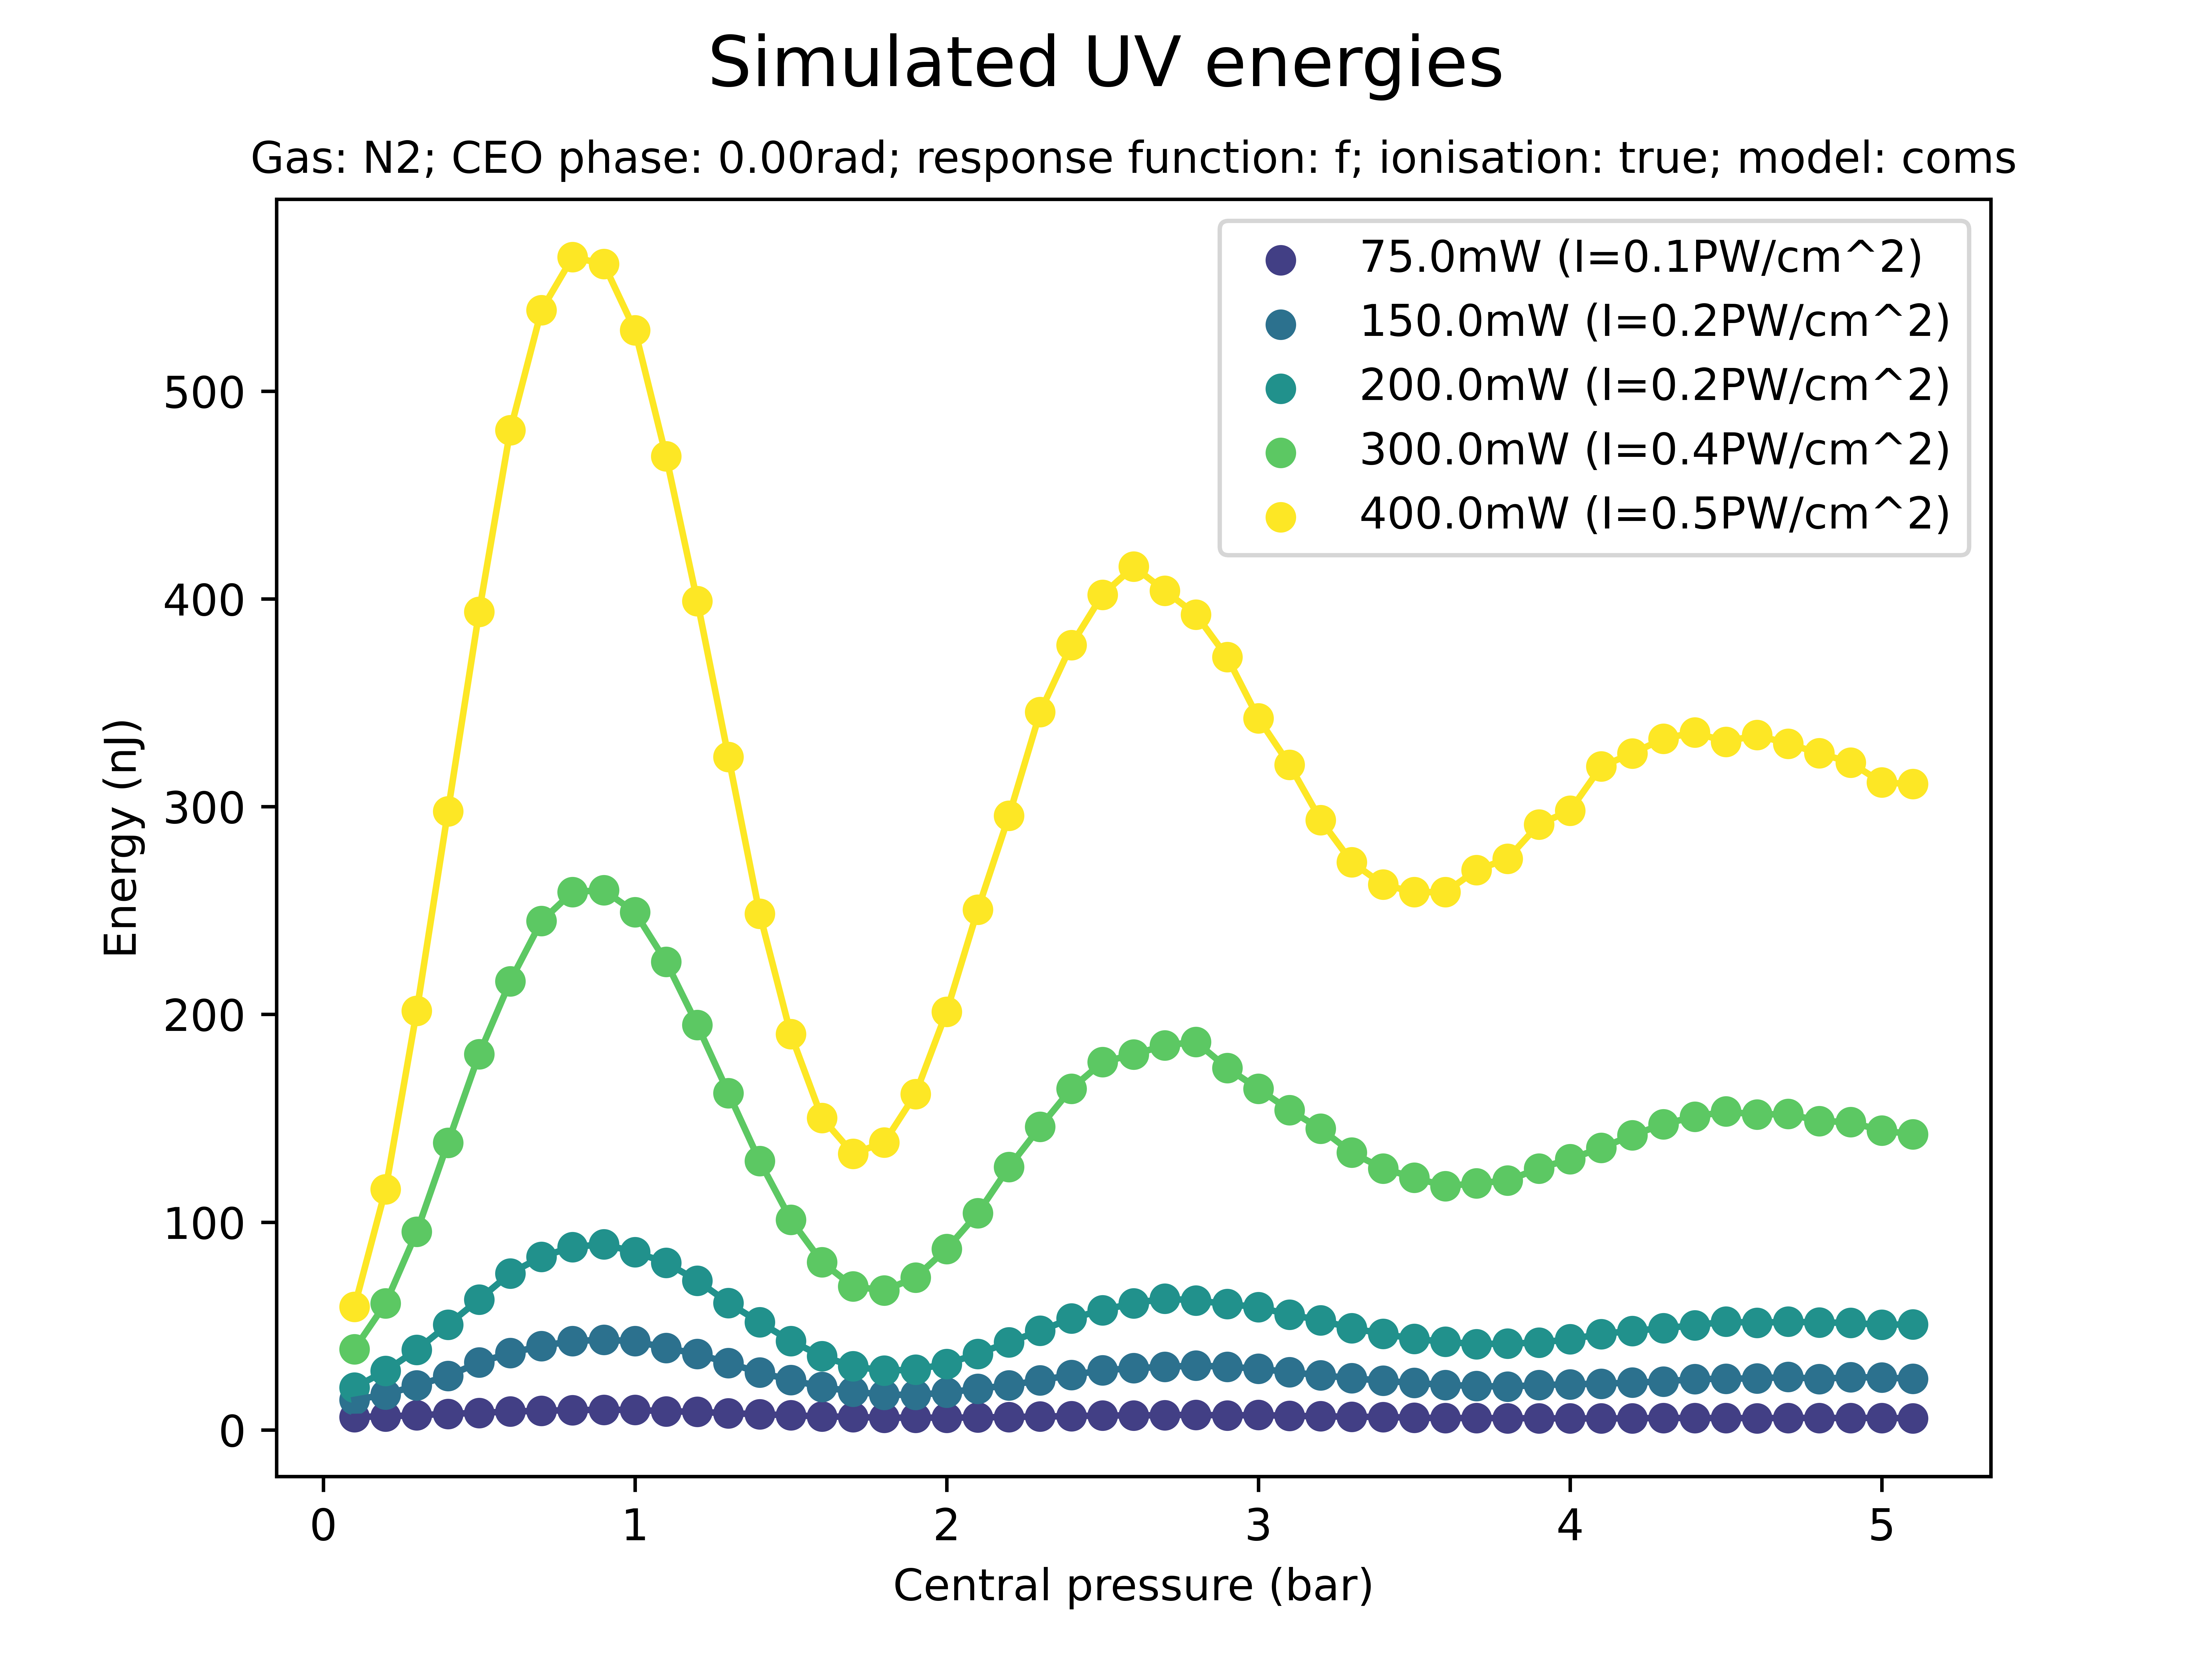 Simulated UV energies
Gas: N2; CEO phase: 0.00rad; response function: f; ionisation: true; model: coms
75.0mW (I=0.1PW/cm^2)
150.0mW (I=0.2PW/cm^2)
200.0mW (I=0.2PW/cm^2)
300.0mW (I=0.4PW/cm^2)
400.0mW (I=0.5PW/cm^2)
Energy (nJ)
500
400
300
200
100
0
0 1 2 3 4 5
Central pressure (bar)